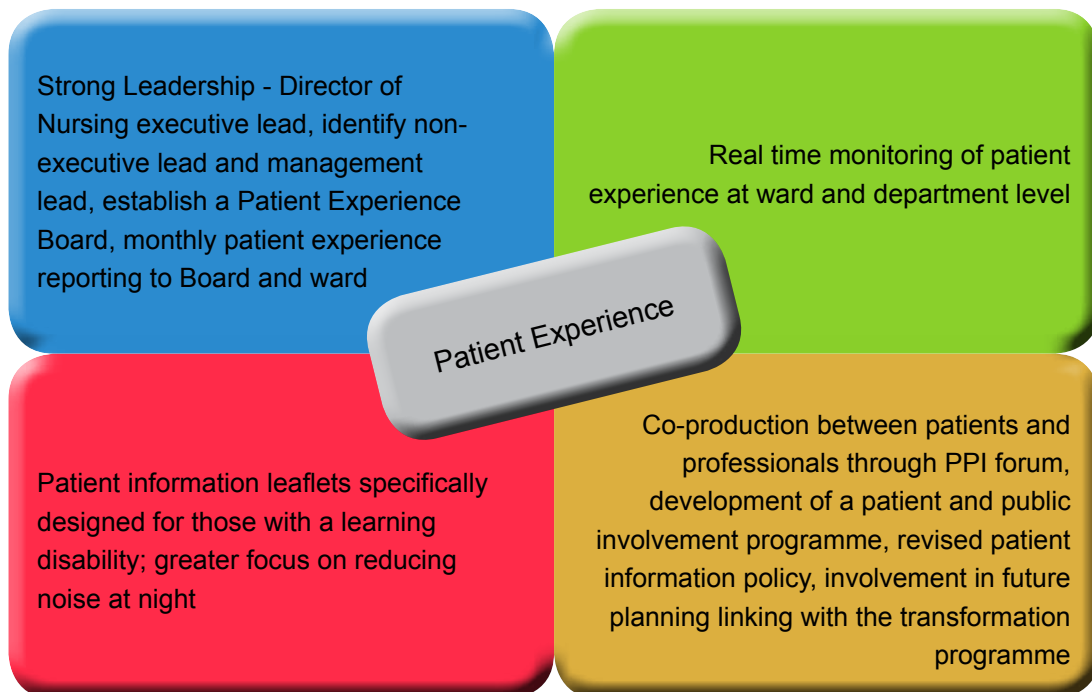 Strong Leadership - Director of
Nursing executive lead, identify non-
executive lead and management
lead, establish a Patient Experience
Board, monthly patient experience
reporting to Board and ward
Real time monitoring of patient
experience at ward and department level
Patient Experience
Patient information leaflets specifically
designed for those with a learning
disability; greater focus on reducing
noise at night
Co-production between patients and
professionals through PPI forum,
development of a patient and public
involvement programme, revised patient
information policy, involvement in future
planning linking with the transformation
programme